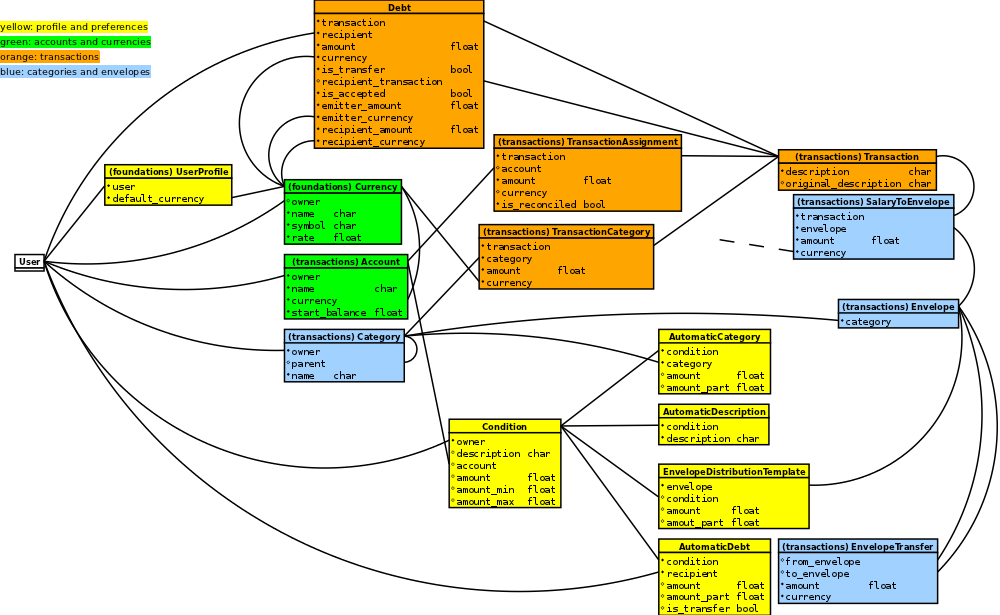 yellow: profile and preferences
green: accounts and currencies
orange: transactions
blue: categories and envelopes
Debt
transaction
recipient
amount float
currency
is_transfer bool
recipient_transaction
is_accepted bool
emitter_amount float
emitter_currency
recipient_amount float
recipient_currency
(foundations) UserProfile
user
default_currency
(foundations) Currency
owner
name char
symbol char
rate float
(transactions) TransactionAssignment
transaction
account
amount float
currency
is_reconciled bool
(transactions) Transaction
description char
original_description char
(transactions) SalaryToEnvelope
transaction
envelope
amount float
currency
(transactions) TransactionCategory
transaction
category
amount float
currency
User
(transactions) Account
owner
name char
currency
start_balance float
(transactions) Envelope
category
(transactions) Category
owner
parent
name char
AutomaticCategory
condition
category
amount float
amount_part float
AutomaticDescription
condition
description char
Condition
owner
description char
account
amount float
amount_min float
amount_max float
EnvelopeDistributionTemplate
envelope
condition
amount float
amout_part float
AutomaticDebt
condition
recipient
amount float
amount_part float
is_transfer bool
(transactions) EnvelopeTransfer
from_envelope
to_envelope
amount float
currency